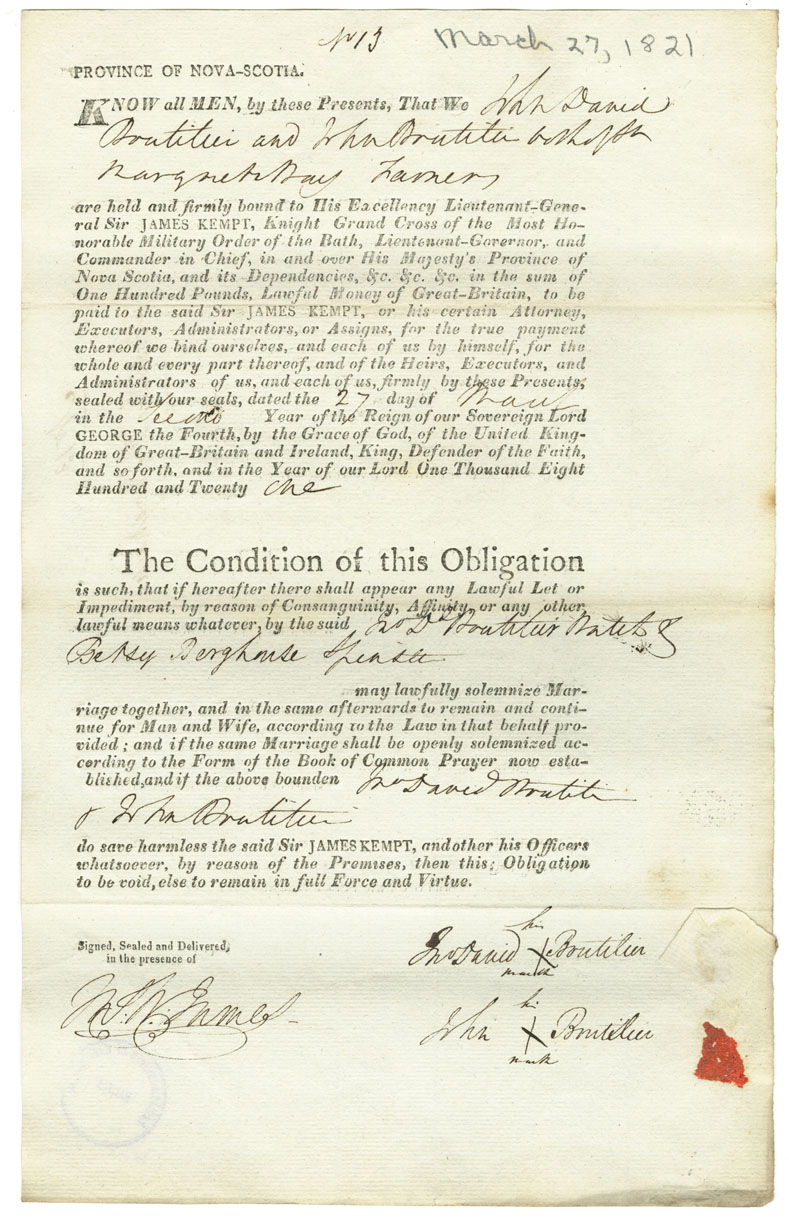 No 13
March 27, 1821
PROVINCE OF NOVA-SCOTIA.
KNOW all MEN, by these Presents, That We John David
Boutilier and John Boutilier both of St
Margrets Bay Farmers
are held and firmly bound to His Excellency Lieutenant-Gene-
ral Sir JAMES KEMPT, Knight Grand Cross of the Most Ho-
norable Military Order of the Bath, Lieutenant-Governor, and
Commander in Chief, in and over His Majesty's Province of
Nova Scotia, and its Dependencies, &c. &c. &c. in the sum of
One Hundred Pounds, Lawful Money of Great-Britain, to be
paid to the said Sir JAMES KEMPT, or his certain Attorney,
Executors, Administrators, or Assigns, for the true payment
whereof we bind ourselves, and each of us by himself, for the
whole and every part thereof, and of the Heirs, Executors, and
Administrators of us, and each of us, firmly by these Presents,
sealed with our seals, dated the 27 day of March
in the Second Year of the Reign of our Sovereign Lord
GEORGE the Fourth, by the Grace of God, of the United King-
dom of Great-Britain and Ireland, King, Defender of the Faith,
and so forth, and in the Year of our Lord One Thousand Eight
Hundred and Twenty One
The Condition of this Obligation
is such, that if hereafter there shall appear any Lawful Let or
Impediment, by reason of Consanguinity, Affinity, or any other
lawful means whatever, by the said Jno D Boutilier Batch &
Betsy Berghouse Spinster
may lawfully solemnize Mar-
riage together, and in the same afterwards to remain and conti-
nue for Man and Wife, according to the Law in that behalf pro-
vided; and if the same Marriage shall be openly solemnized ac-
cording to the Form of the Book of Common Prayer now esta-
blished, and if the above bounden Jno David Boutilier
& John Boutilier
do save harmless the said Sir JAMES KEMPT, and other his Officers
whatsoever, by reason of the Premises, then this Obligation
to be void, else to remain in full Force and Virtue.
Signed, Sealed and Delivered,
in the presence of
his
Jno David X Boutilier
mark
his
John X Boutilier
mark